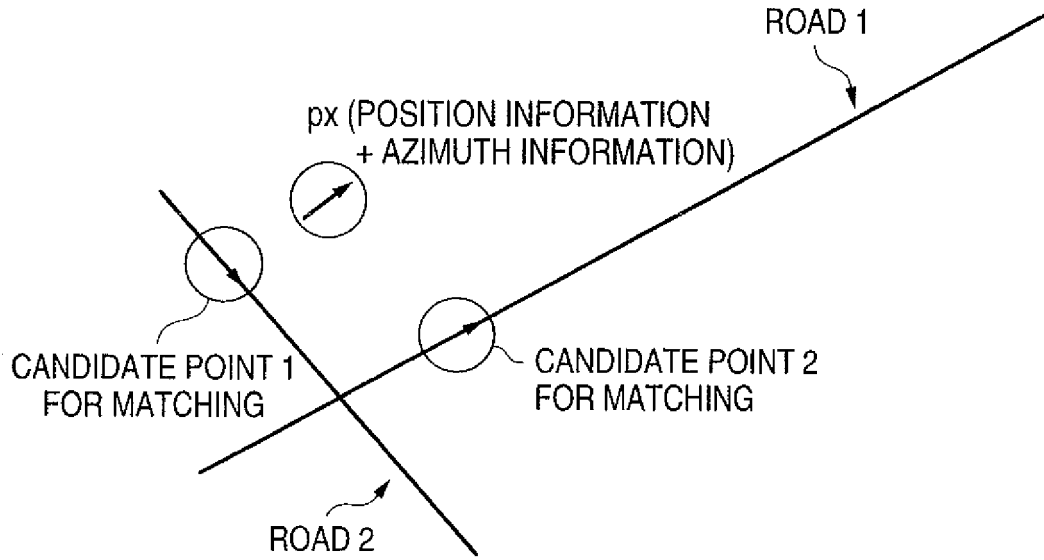 ROAD 1
px (POSITION INFORMATION
+ AZIMUTH INFORMATION)
CANDIDATE POINT 1
FOR MATCHING
CANDIDATE POINT 2
FOR MATCHING
ROAD 2